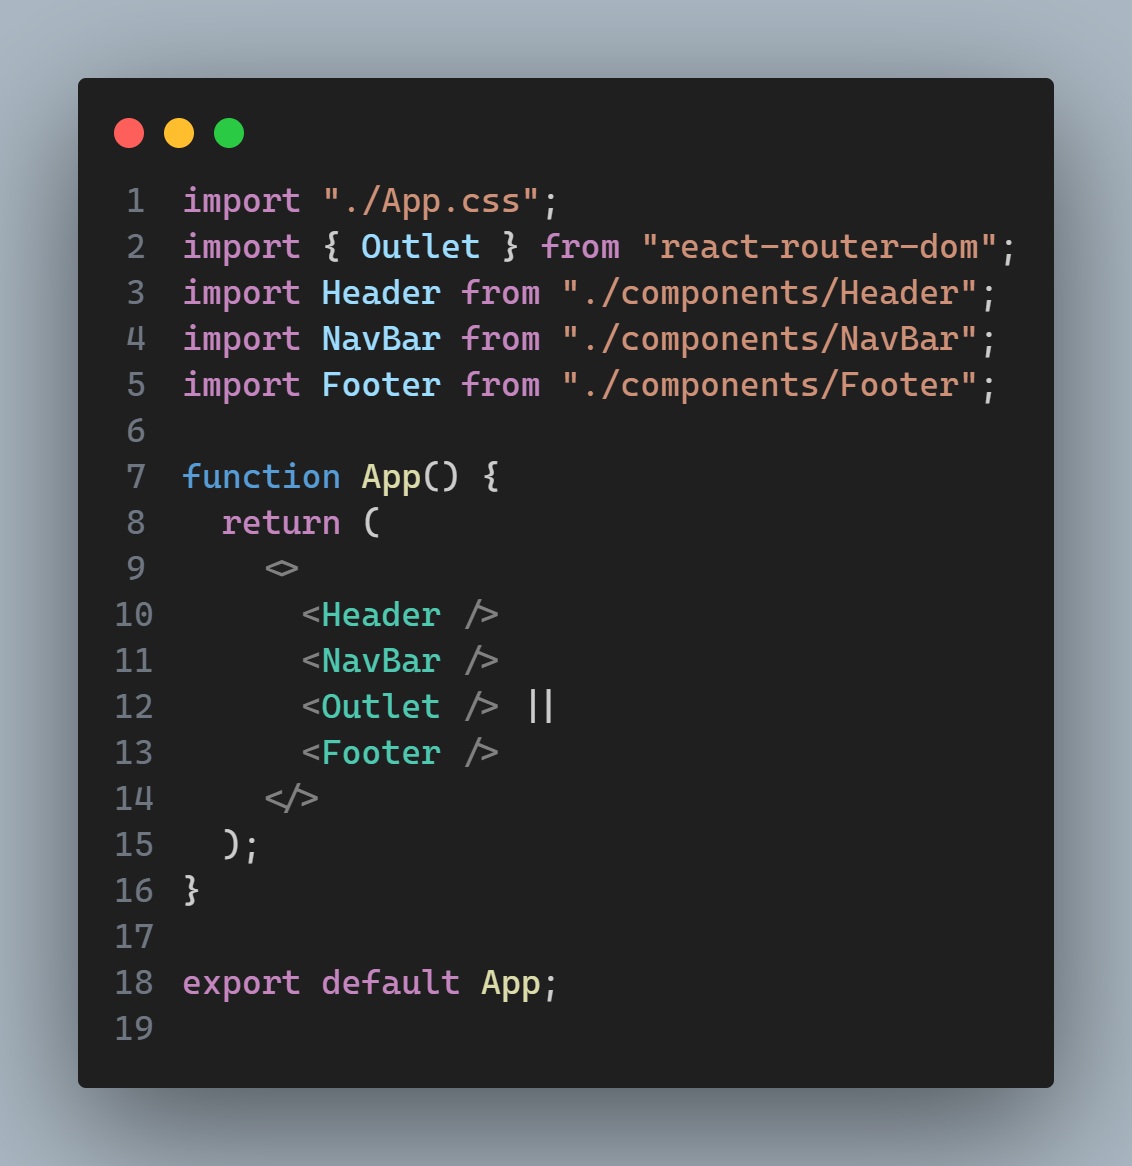 1 import "./App.css";
2 import { Outlet } from "react-router-dom";
3 import Header from "./components/Header";
4 import NavBar from "./components/NavBar";
5 import Footer from "./components/Footer";
6
7 function App() {
8   return (
9     <>
10       <Header />
11       <NavBar />
12       <Outlet /> ||
13       <Footer />
14     </>
15   );
16 }
17
18 export default App;
19